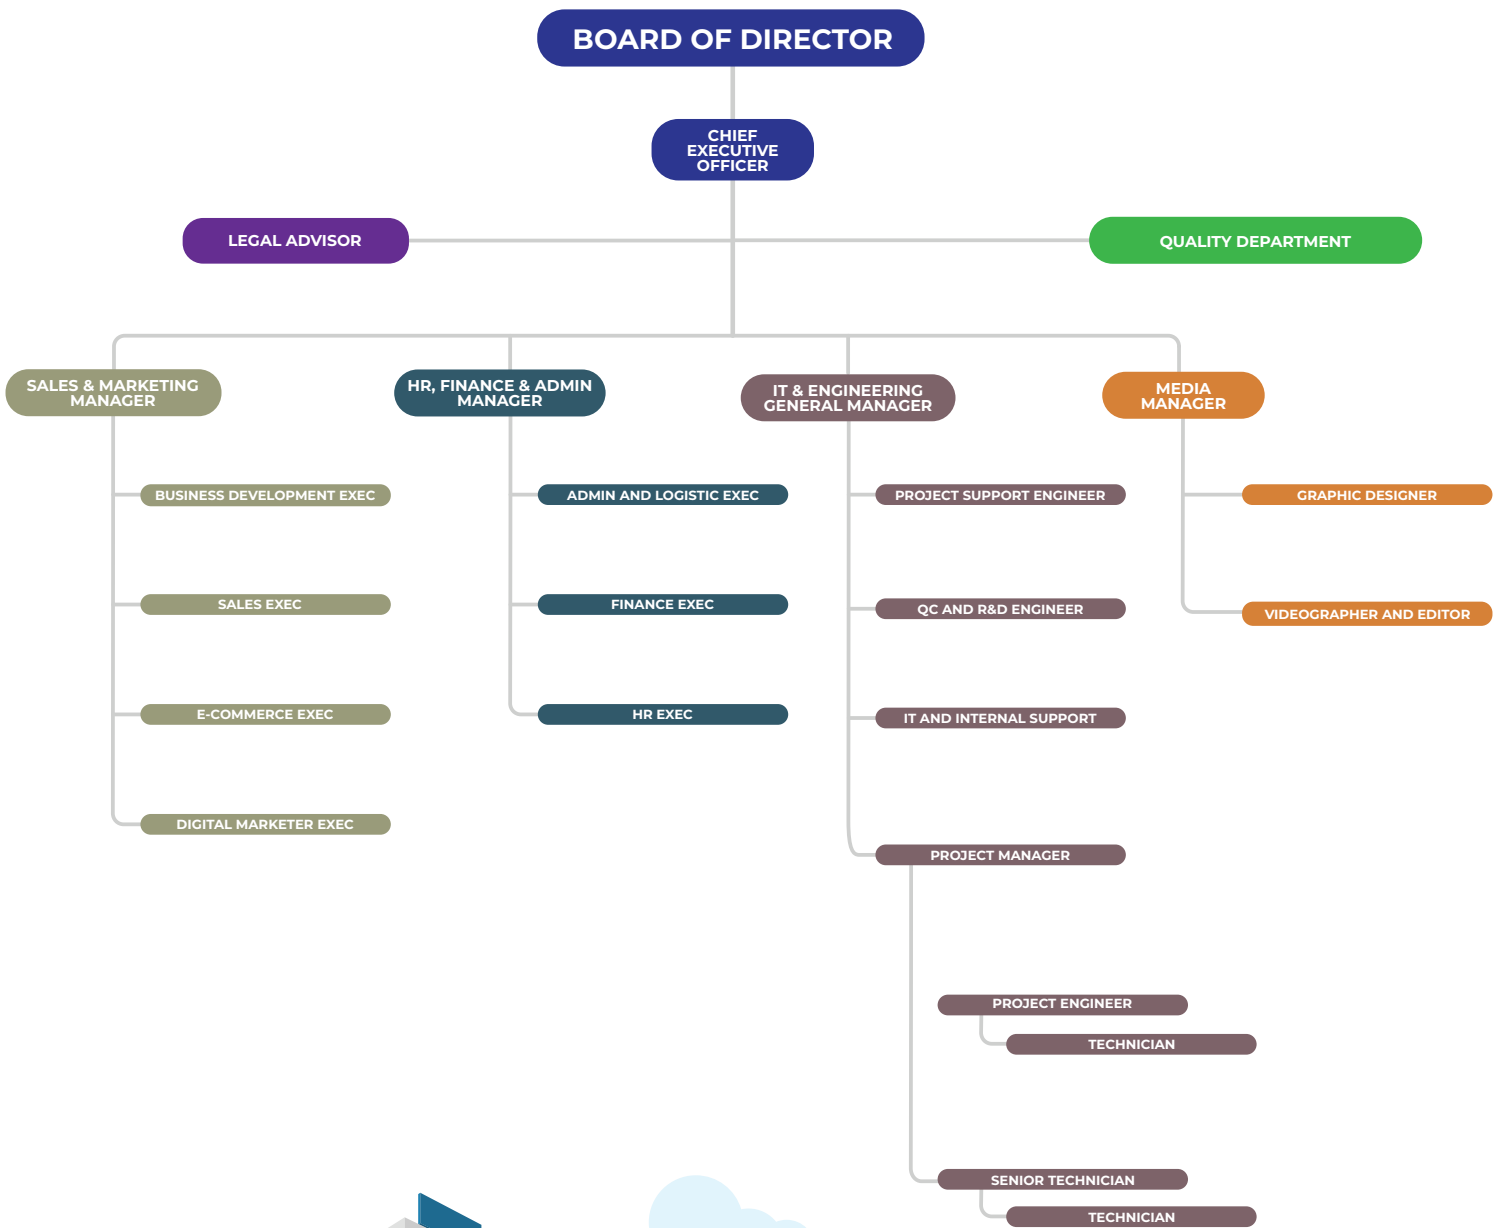 BOARD OF DIRECTOR
CHIEF
EXECUTIVE
OFFICER
LEGAL ADVISOR
QUALITY DEPARTMENT
SALES & MARKETING
MANAGER
HR, FINANCE & ADMIN
MANAGER
IT & ENGINEERING
GENERAL MANAGER
MEDIA
MANAGER
BUSINESS DEVELOPMENT EXEC
SALES EXEC
E-COMMERCE EXEC
DIGITAL MARKETER EXEC
ADMIN AND LOGISTIC EXEC
FINANCE EXEC
HR EXEC
PROJECT SUPPORT ENGINEER
QC AND R&D ENGINEER
IT AND INTERNAL SUPPORT
PROJECT MANAGER
PROJECT ENGINEER
TECHNICIAN
SENIOR TECHNICIAN
TECHNICIAN
GRAPHIC DESIGNER
VIDEOGRAPHER AND EDITOR